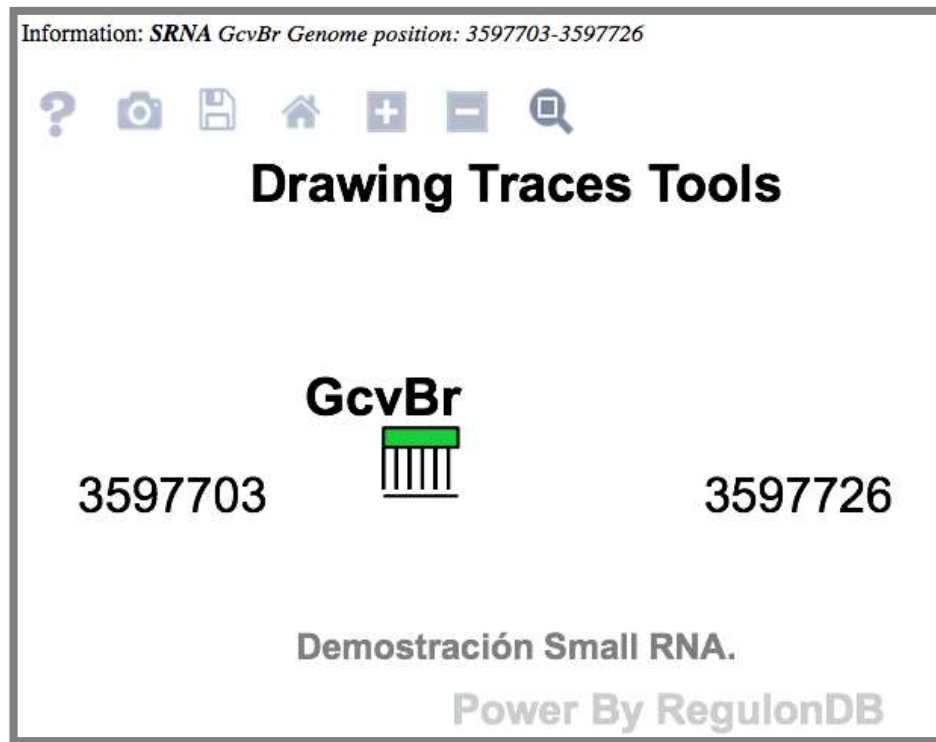 Information: SRNA GcvBr Genome position: 3597703-3597726
Drawing Traces Tools
GcvBr
3597703 3597726
Demostración Small RNA.
Power By RegulonDB